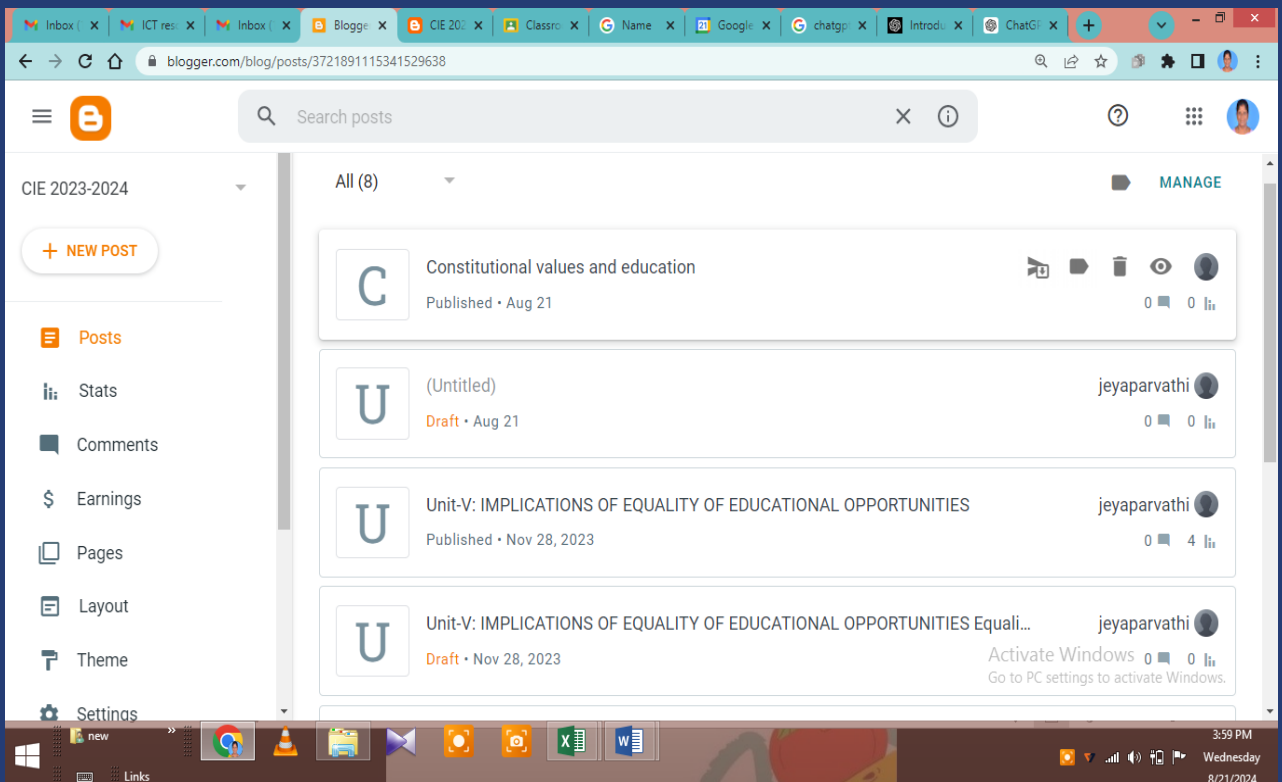 Inbox (
ICT reso
Inbox (
Blogge
CIE 202
Classro
Name
Google
chatgp
Introdu
ChatGP
blogger.com/blog/posts/3721891115341529638
Search posts
CIE 2023-2024
All (8)
MANAGE
+ NEW POST
Posts
Stats
Comments
Earnings
Pages
Layout
Theme
Settings
C
Constitutional values and education
Published • Aug 21
0 0
U
(Untitled)
jeyaparvathi
Draft • Aug 21
0 0
U
Unit-V: IMPLICATIONS OF EQUALITY OF EDUCATIONAL OPPORTUNITIES
jeyaparvathi
Published • Nov 28, 2023
0 4
U
Unit-V: IMPLICATIONS OF EQUALITY OF EDUCATIONAL OPPORTUNITIES Equali...
jeyaparvathi
Draft • Nov 28, 2023
0 0
Activate Windows
Go to PC settings to activate Windows.
new
Links
3:59 PM
Wednesday
8/21/2024